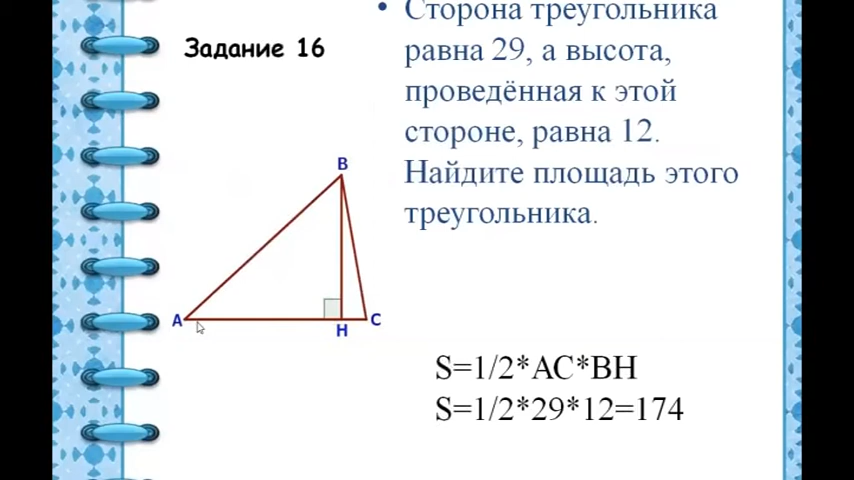 Задание 16
• Сторона треугольника
равна 29, а высота,
проведённая к этой
стороне, равна 12.
Найдите площадь этого
треугольника.
B
A
H
C
S=1/2*AC*BH
S=1/2*29*12=174